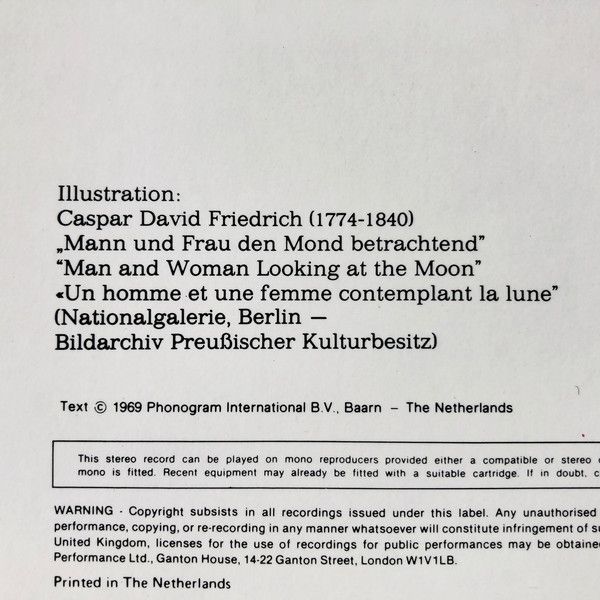 Illustration:
Caspar David Friedrich (1774-1840)
„Mann und Frau den Mond betrachtend”
“Man and Woman Looking at the Moon”
«Un homme et une femme contemplant la lune”
(Nationalgalerie, Berlin —
Bildarchiv Preußischer Kulturbesitz)
Text © 1969 Phonogram International B.V., Baarn – The Netherlands
This stereo record can be played on mono reproducers provided either a compatible or stereo
mono is fitted. Recent equipment may already be fitted with a suitable cartridge. If in doubt,
WARNING - Copyright subsists in all recordings issued under this label. Any unauthorised
performance, copying, or re-recording in any manner whatsoever will constitute infringement of
United Kingdom, licenses for the use of recordings for public performances may be
Performance Ltd., Ganton House, 14-22 Ganton Street, London W1V1LB.
Printed in The Netherlands